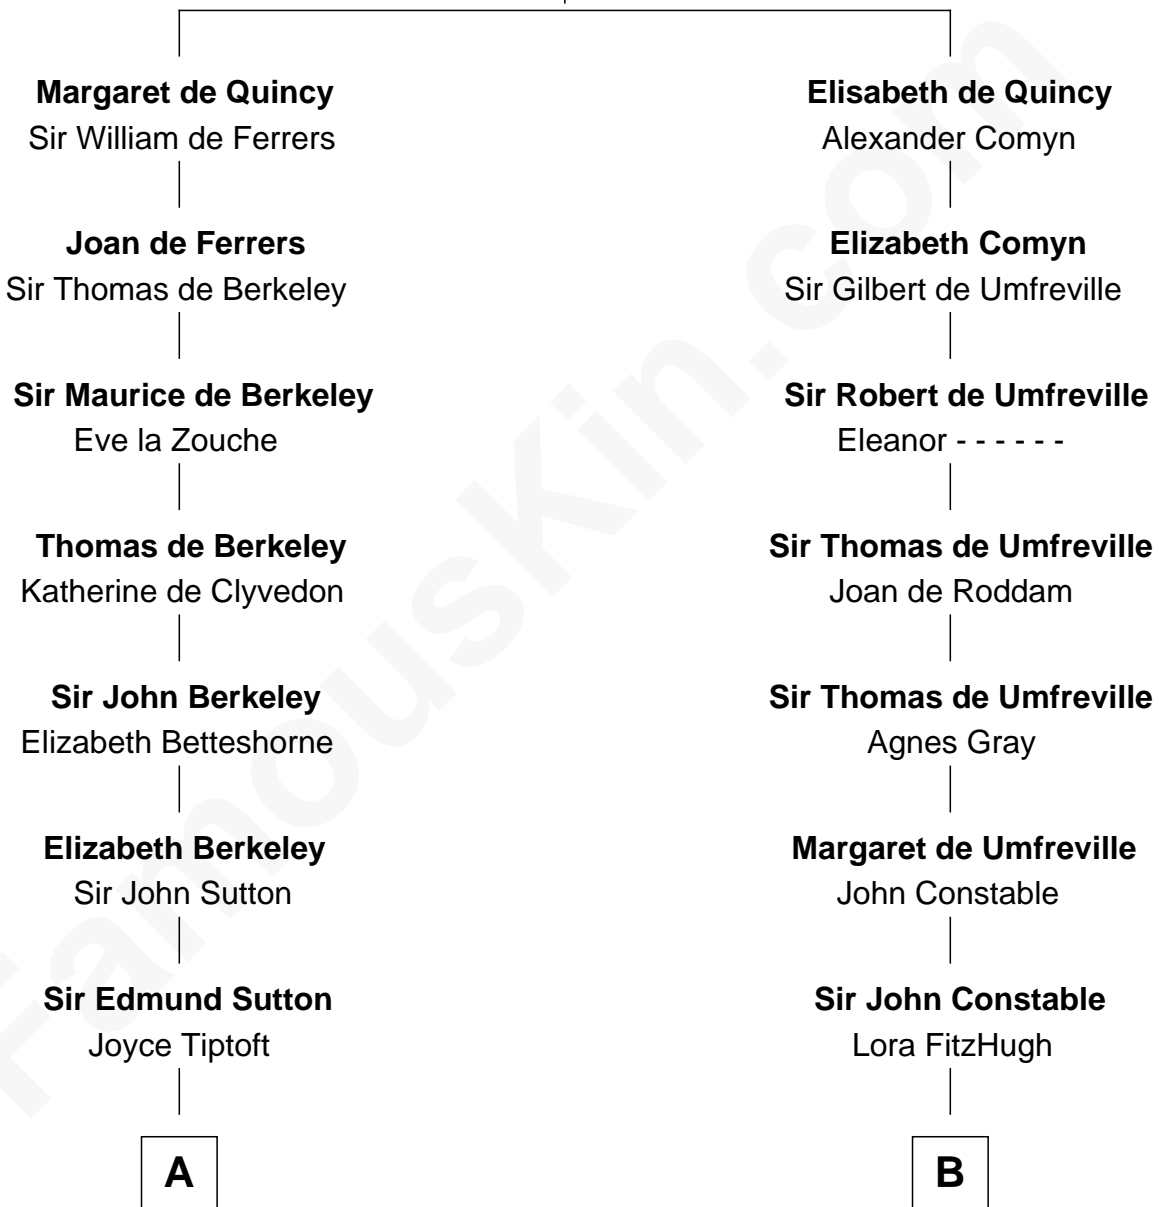 Margaret de Quincy
Sir William de Ferrers
Elisabeth de Quincy
Alexander Comyn
Joan de Ferrers
Sir Thomas de Berkeley
Elizabeth Comyn
Sir Gilbert de Umfreville
Sir Maurice de Berkeley
Eve la Zouche
Sir Robert de Umfreville
Eleanor - - - - - -
Thomas de Berkeley
Katherine de Clyvedon
Sir Thomas de Umfreville
Joan de Roddam
Sir John Berkeley
Elizabeth Betteshorne
Sir Thomas de Umfreville
Agnes Gray
Elizabeth Berkeley
Sir John Sutton
Margaret de Umfreville
John Constable
Sir Edmund Sutton
Joyce Tiptoft
Sir John Constable
Lora FitzHugh
A
B
FamousKin.com